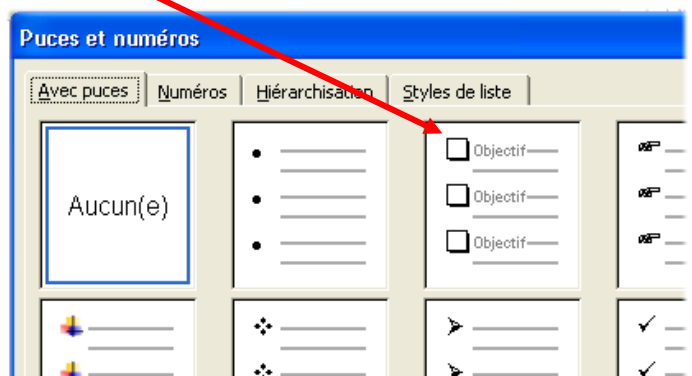 Puces et numéros
Avec puces Numéros Hiérarchisation Styles de liste
Aucun(e)
Objectif
Objectif
Objectif